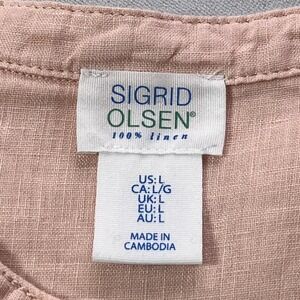 SIGRID
OLSEN®
100% linen
US: L
CA: L/G
UK: L
EU: L
AU: L
MADE IN
CAMBODIA